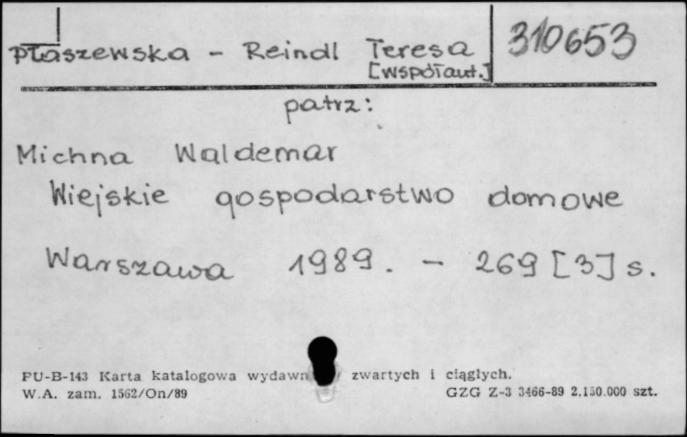 Płaszewska - Reindl Teresa 310653
[współaut.]
patrz:
Michna Waldemar
Wiejskie gospodarstwo domowe
Warszawa 1989. - 269 [3] s.
PU-B-143 Karta katalogowa wydawn zwartych i ciągłych.
W.A. zam. 1562/On/89 GZG Z-3 3466-89 2.150.000 szt.